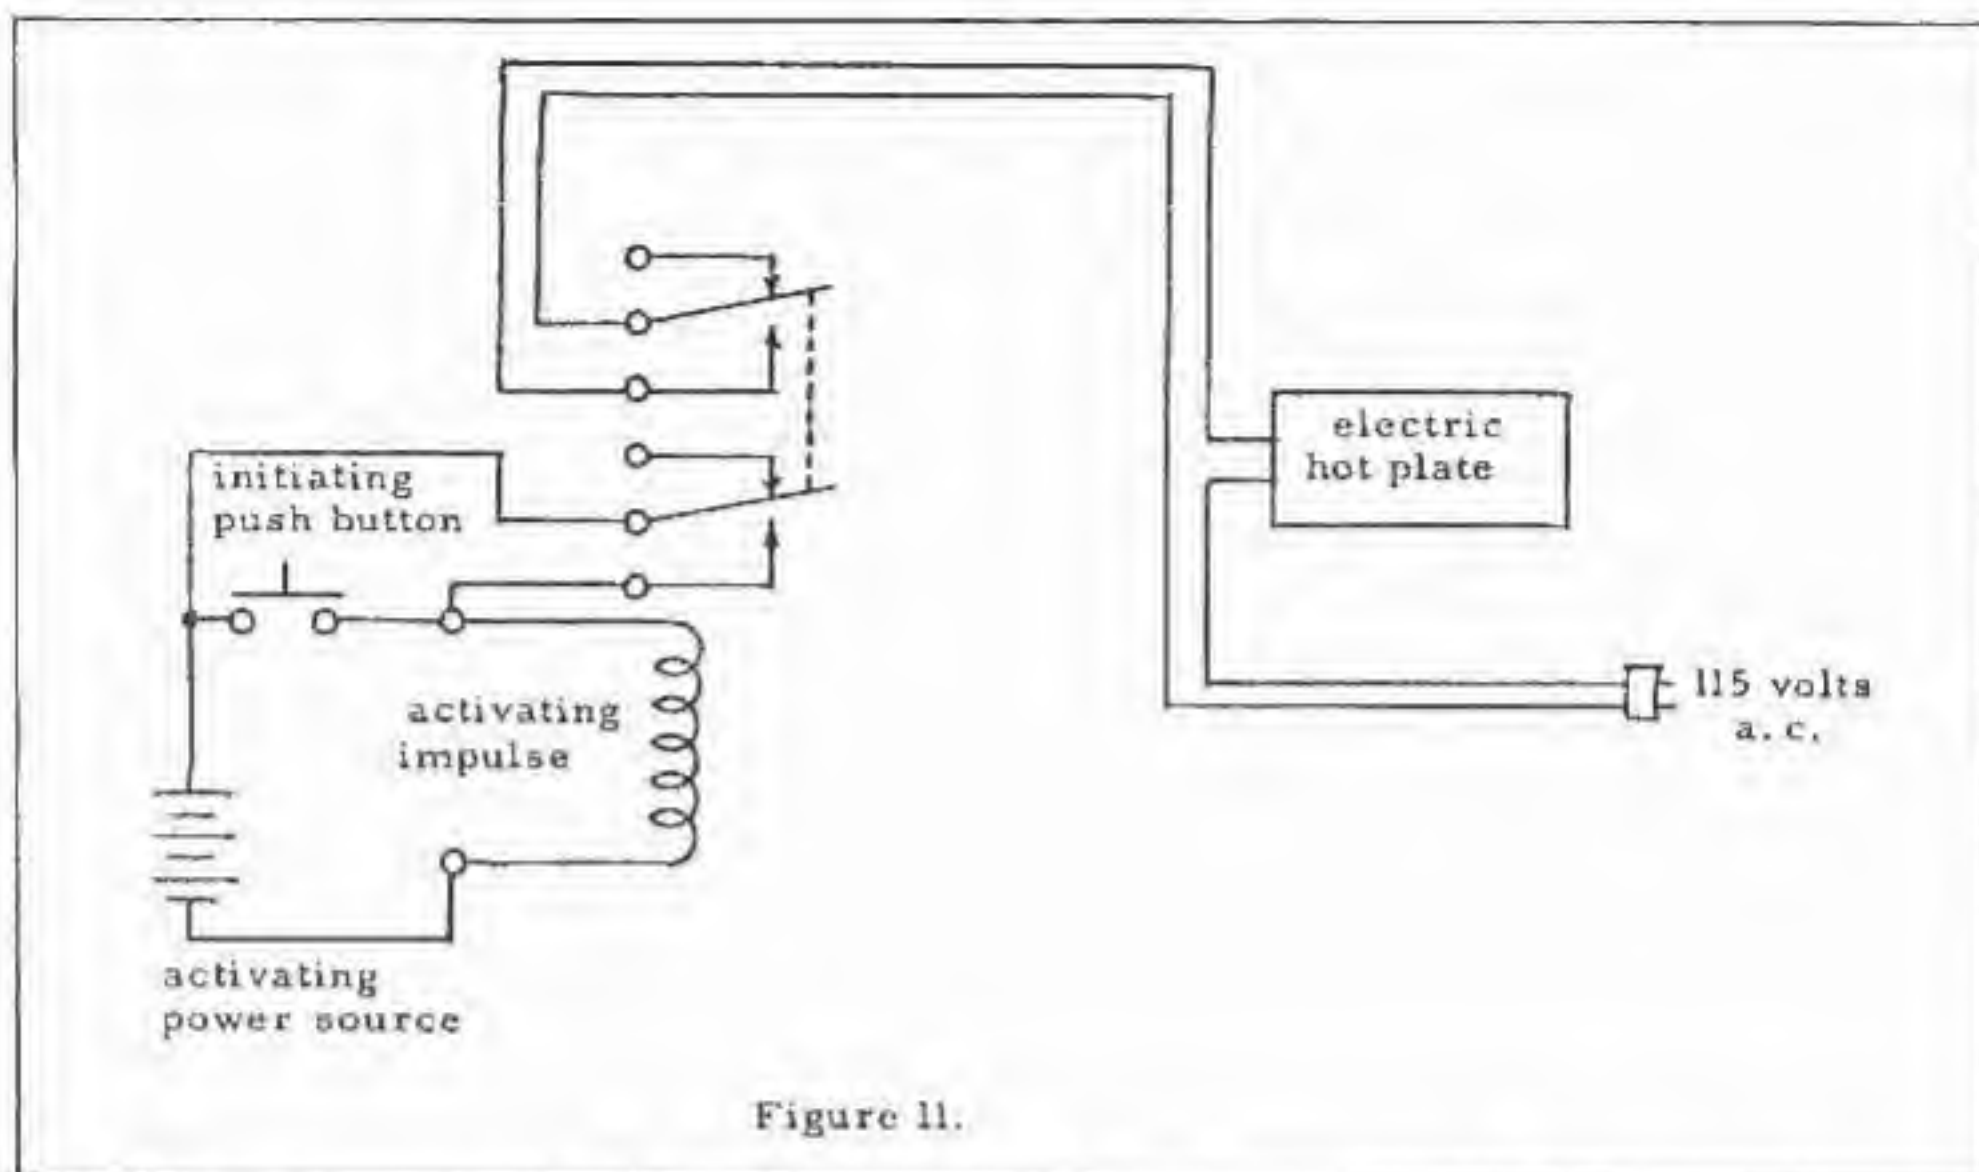 electric
hot plate
initiating
push button
115 volts
a. c.
activating
impulse
activating
power source
Figure 11.